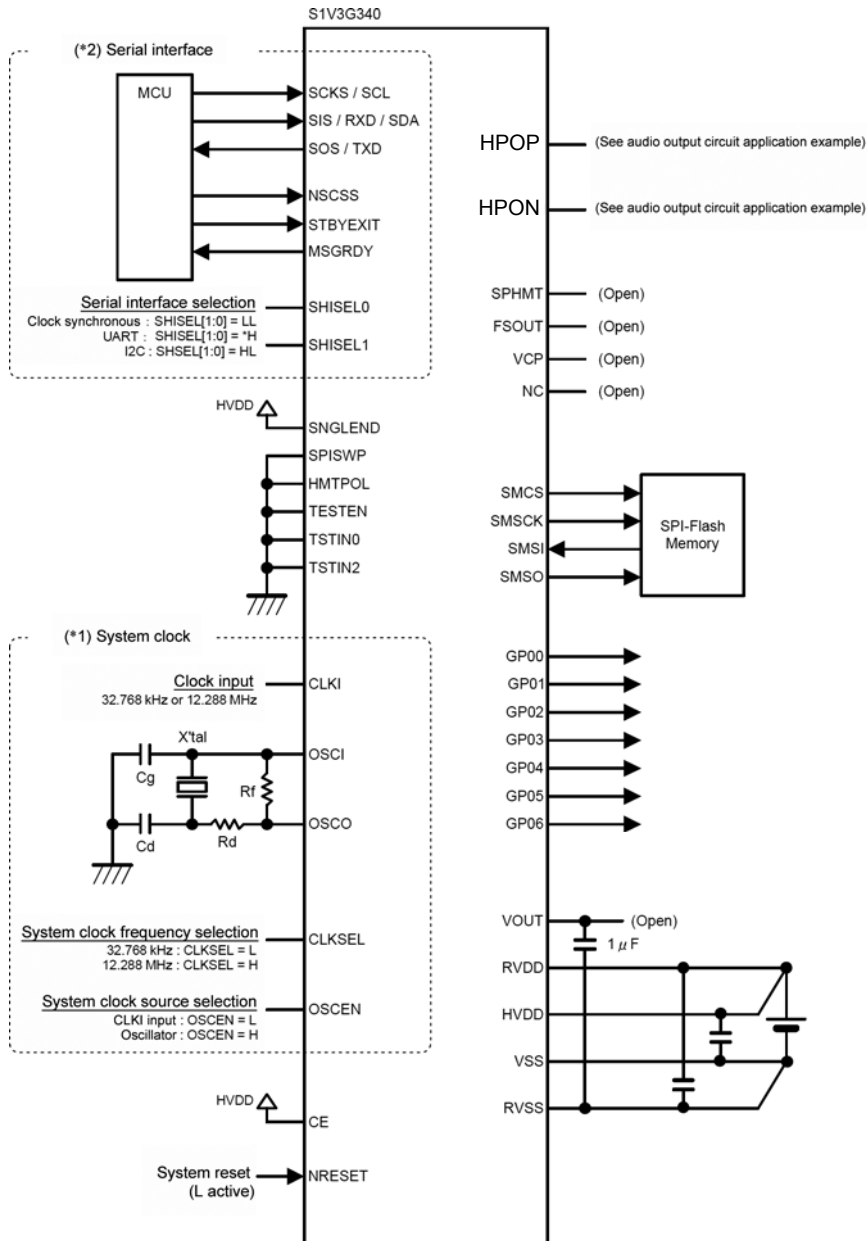 S1V3G340
(*2) Serial interface
MCU
SCKS / SCL
SIS / RXD / SDA
SOS / TXD
NSCSS
STBYEXIT
MSGRDY
Serial interface selection
Clock synchronous : SHISEL[1:0] = LL
UART : SHISEL[1:0] = *H
I2C : SHSEL[1:0] = HL
SHISEL0
SHISEL1
HVDD
SNGLEND
SPISWP
HMTPOL
TESTEN
TSTIN0
TSTIN2
(*1) System clock
Clock input
32.768 kHz or 12.288 MHz
CLKI
X'tal
Cg
Rf
Cd
Rd
OSCI
OSCO
System clock frequency selection
32.768 kHz : CLKSEL = L
12.288 MHz : CLKSEL = H
CLKSEL
System clock source selection
CLKI input : OSCEN = L
Oscillator : OSCEN = H
OSCEN
HVDD
CE
System reset
(L active)
NRESET
HPOP
(See audio output circuit application example)
HPON
(See audio output circuit application example)
SPHMT (Open)
FSOUT (Open)
VCP (Open)
NC (Open)
SMCS
SMSCK
SMSI
SMSO
SPI-Flash
Memory
GP00
GP01
GP02
GP03
GP04
GP05
GP06
VOUT (Open)
1 μ F
RVDD
HVDD
VSS
RVSS